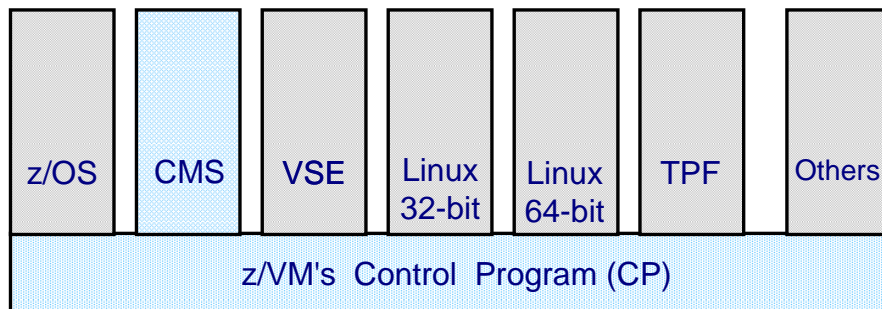 z/OS
CMS
VSE
Linux
32-bit
Linux
64-bit
TPF
Others
z/VM's Control Program (CP)